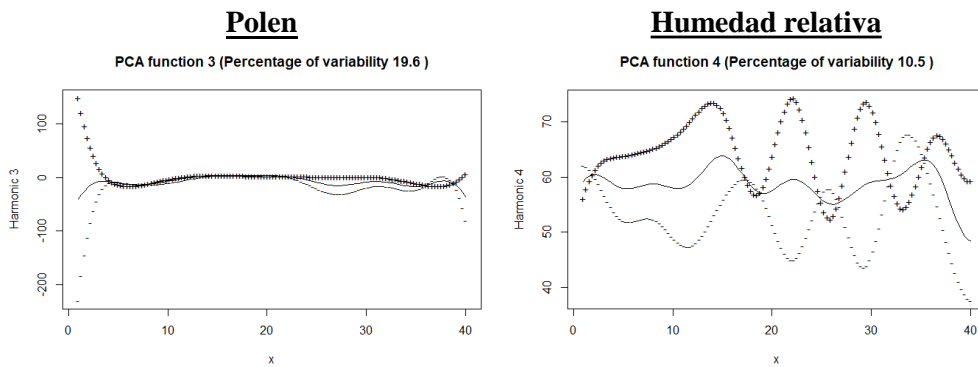 Polen
PCA function 3 (Percentage of variability 19.6 )
Harmonic 3
100
0
-100
-200
0
10
20
30
40
x
Humedad relativa
PCA function 4 (Percentage of variability 10.5 )
Harmonic 4
70
60
50
40
0
10
20
30
40
x